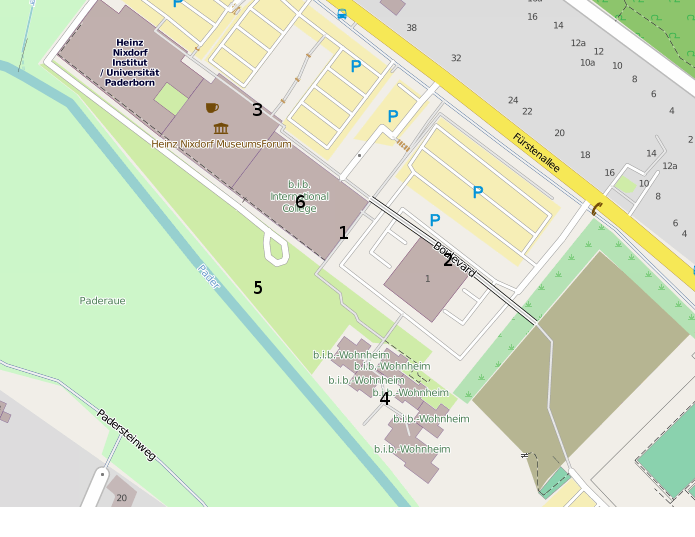 P
38
32
16
14
12a
12
10a
10
8
6
4
2
Heinz
Nixdorf
Institut
/ Universität
Paderborn
P
3
P
24
22
20
18
Fürstenallee
Heinz Nixdorf MuseumsForum
14
12a
16
10
8
6
4
b.i.b.
International
College
6
P
P
1
Boulevard
2
1
5
Pader
Paderaue
b.i.b.-Wohnheim
b.i.b. Wohnheim
b.i.b. Wohnheim
b.i.b.-Wohnheim
4
b.i.b.-Wohnheim
b.i.b.-Wohnheim
Padersteinweg
20